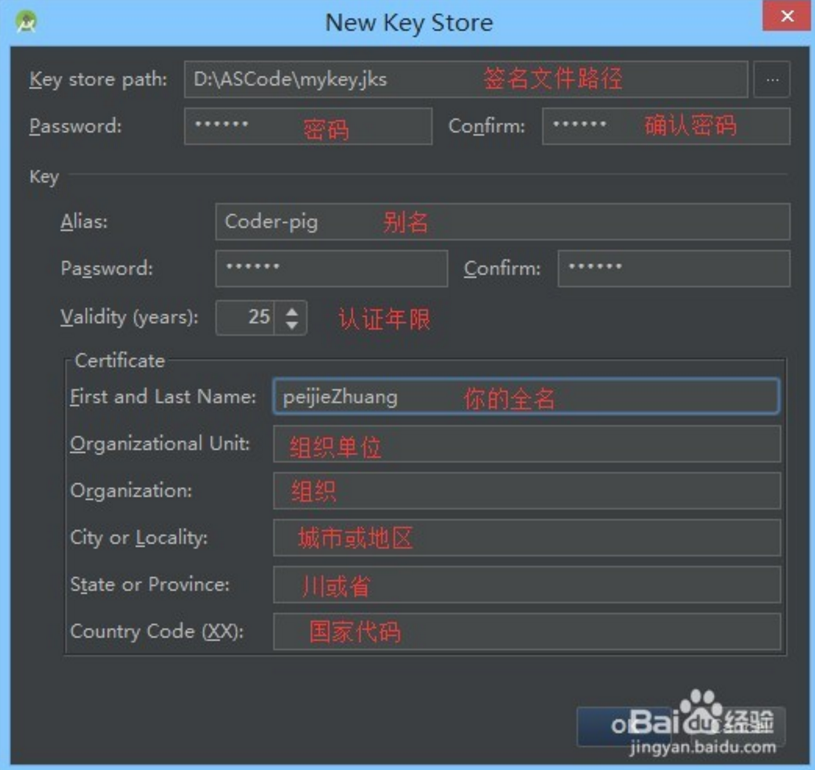 New Key Store
Key store path: D:\ASCode\mykey.jks 签名文件路径 ...
Password: •••••• 密码 Confirm: •••••• 确认密码
Key
Alias: Coder-pig 别名
Password: •••••• Confirm: ••••••
Validity (years): 25 认证年限
Certificate
First and Last Name: peijieZhuang 你的全名
Organizational Unit: 组织单位
Organization: 组织
City or Locality: 城市或地区
State or Province: 川或省
Country Code (XX): 国家代码
Bai du 经验
jingyan.baidu.com